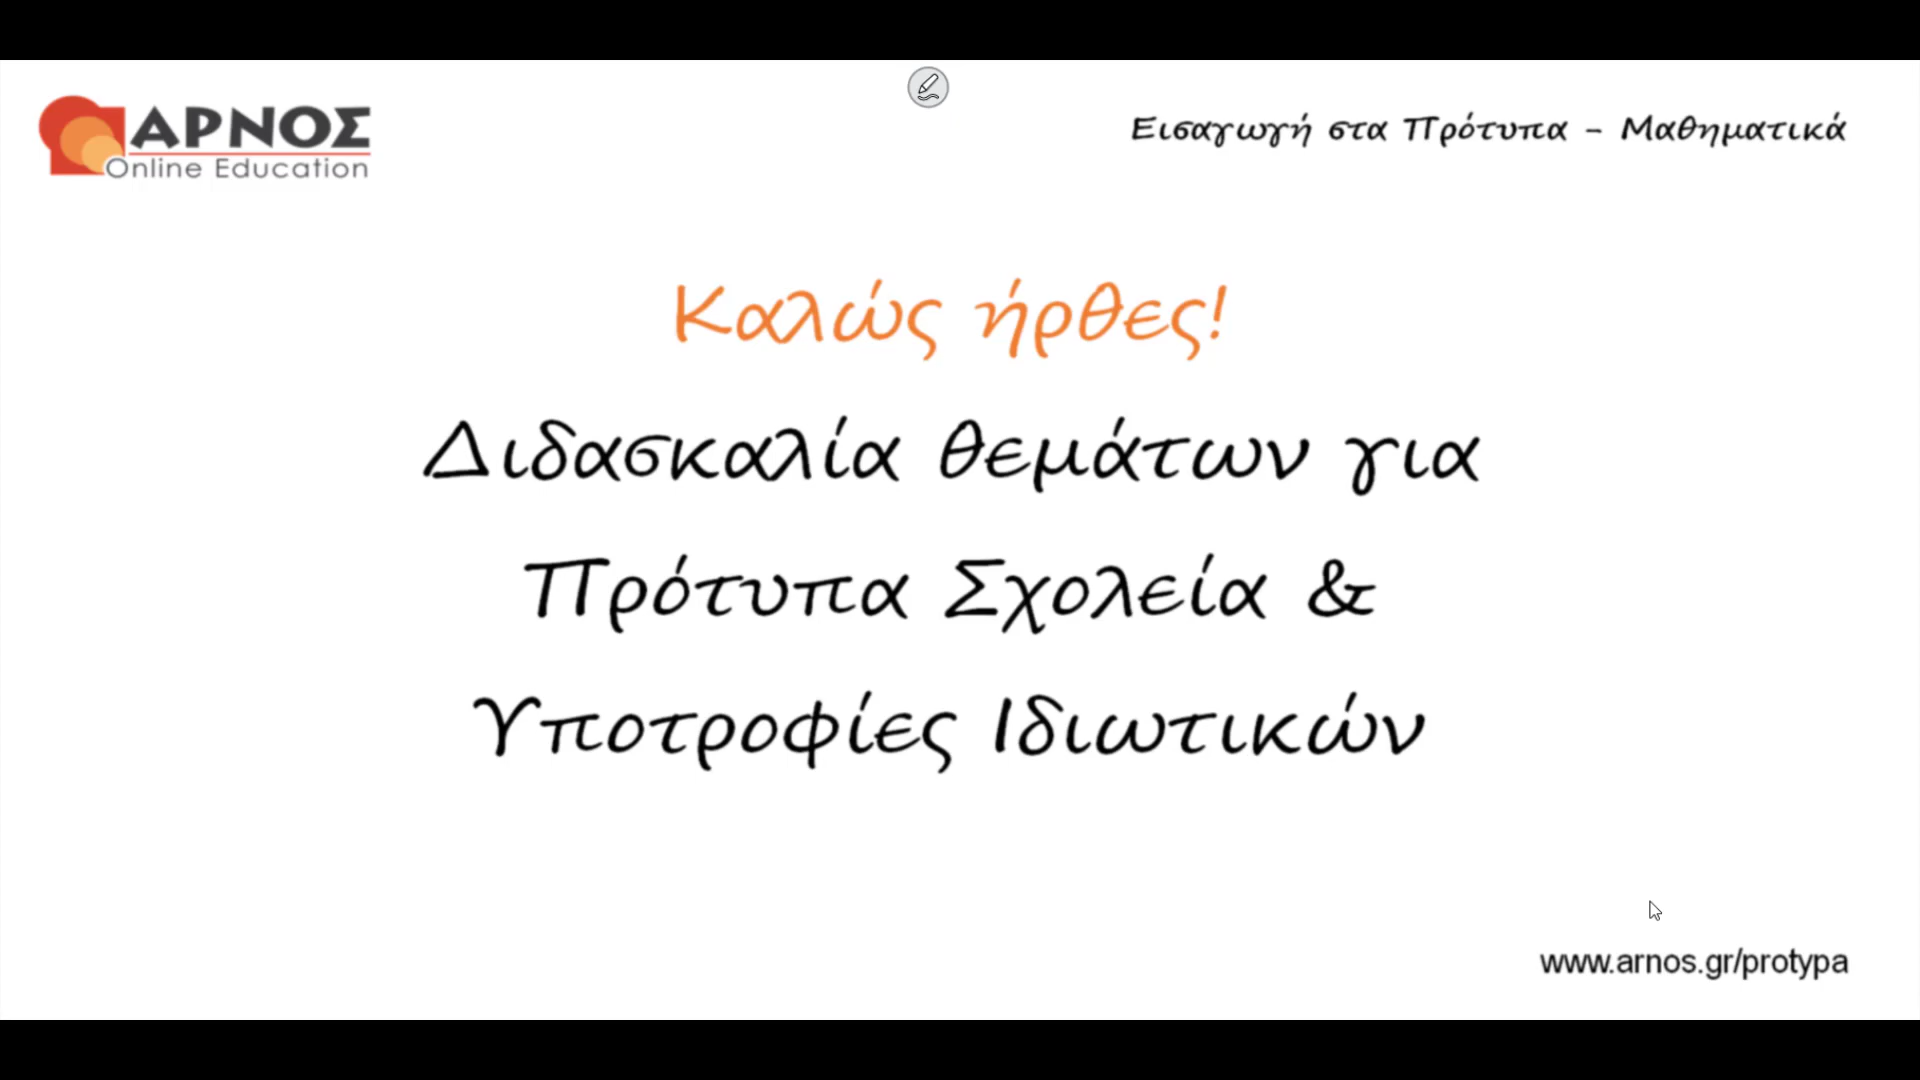 ΑΡΝΟΣ
Online Education
Εισαγωγή στα Πρότυπα - Μαθηματικά
Καλώς ήρθες!
Διδασκαλία θεμάτων για
Πρότυπα Σχολεία &
Υποτροφίες Ιδιωτικών
www.arnos.gr/protypa